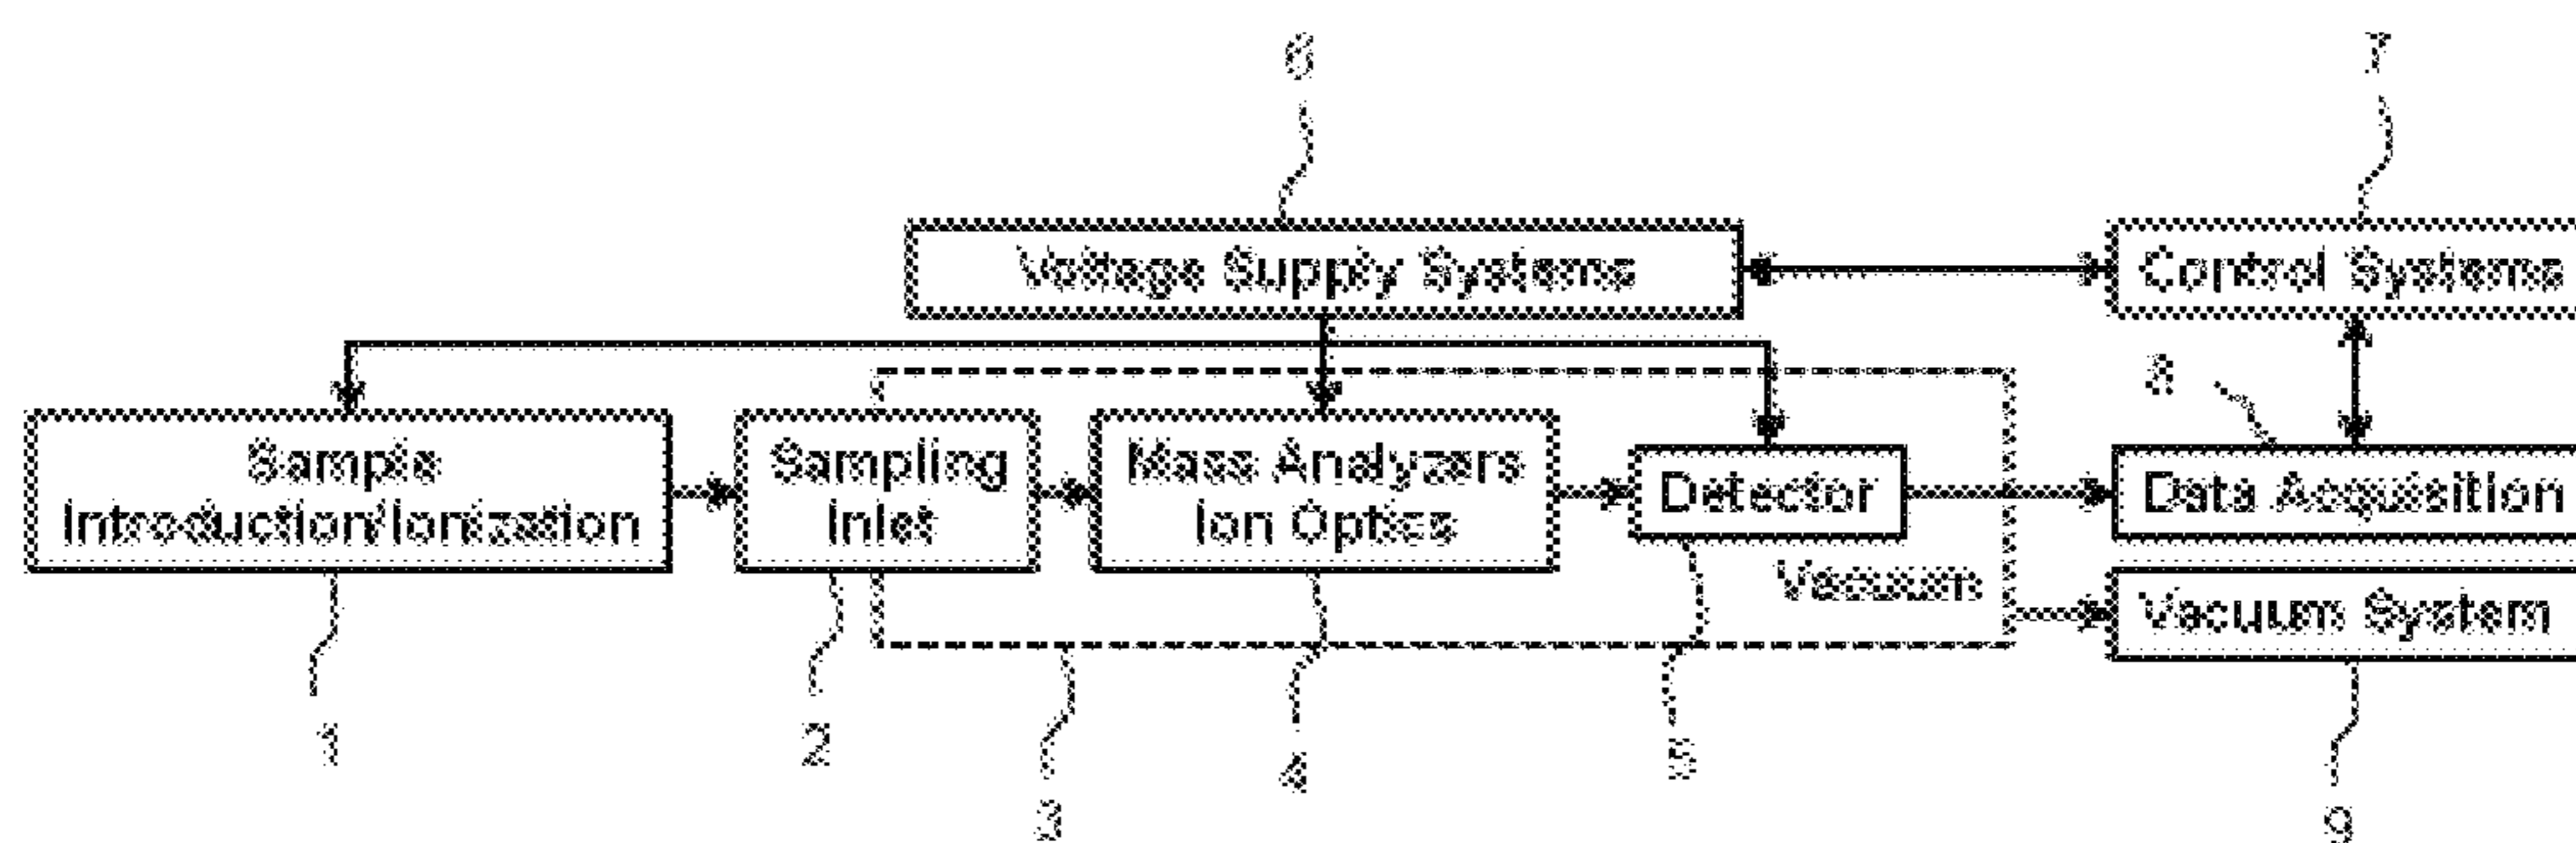 6
7
Voltage Supply Systems
Control Systems
8
Sample
Introduction/Ionization
Sampling
Inlet
Mass Analyzers
Ion Optics
Detector
Data Acquisition
Vacuum
Vacuum System
1
2
3
4
5
9